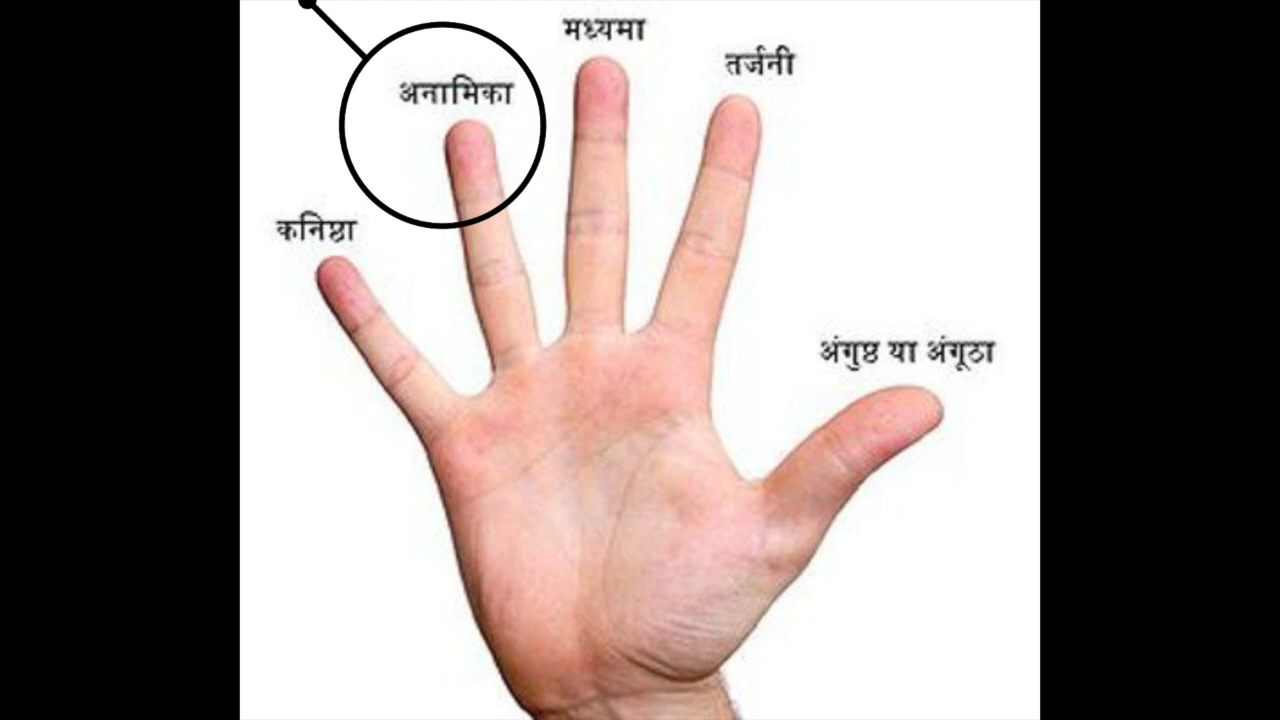 मध्यमा
तर्जनी
अनामिका
कनिष्ठा
अंगुष्ठ या अंगूठा